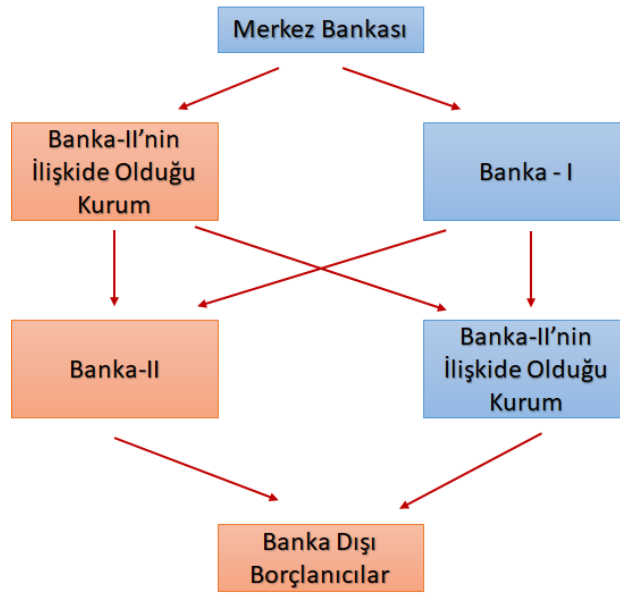 Merkez Bankası
Banka-II'nin
İlişkide Olduğu
Kurum
Banka - I
Banka-II
Banka-II'nin
İlişkide Olduğu
Kurum
Banka Dışı
Borçlanıcılar